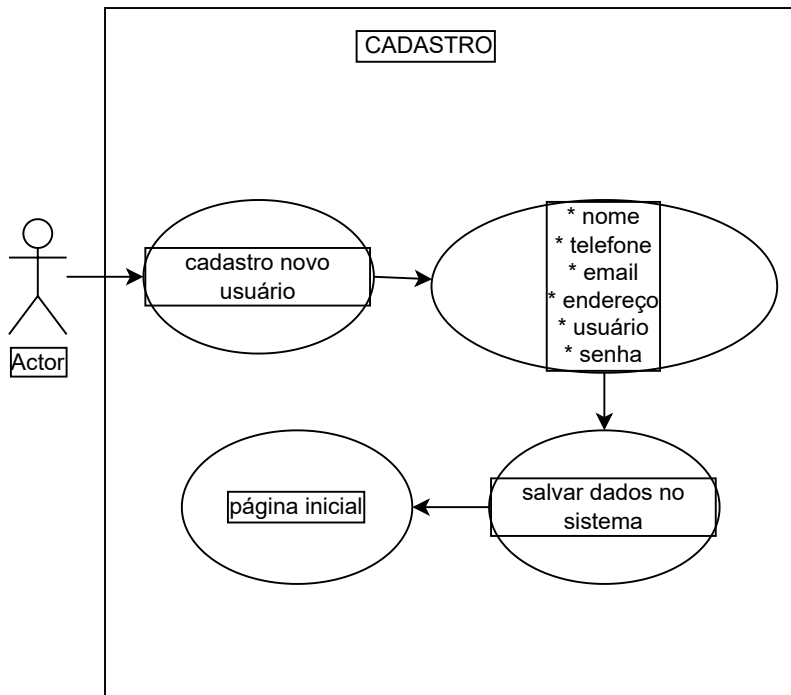 CADASTRO
Actor
cadastro novo
usuário
* nome
* telefone
* email
* endereço
* usuário
* senha
salvar dados no
sistema
página inicial